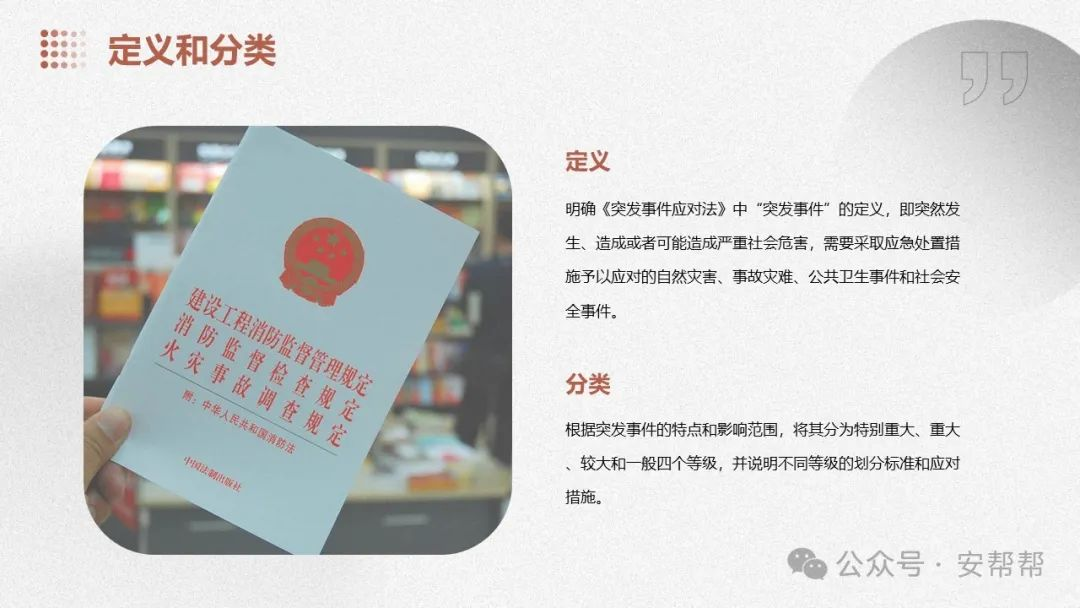 定义和分类
建设工程消防监督管理规定
消防监督检查规定
火灾事故调查规定
附：中华人民共和国消防法
中国法制出版社
定义
明确《突发事件应对法》中“突发事件”的定义，即突然发
生、造成或者可能造成严重社会危害，需要采取应急处置措
施予以应对的自然灾害、事故灾难、公共卫生事件和社会安
全事件。
分类
根据突发事件的特点和影响范围，将其分为特别重大、重大
、较大和一般四个等级，并说明不同等级的划分标准和应对
措施。
公众号·安帮帮